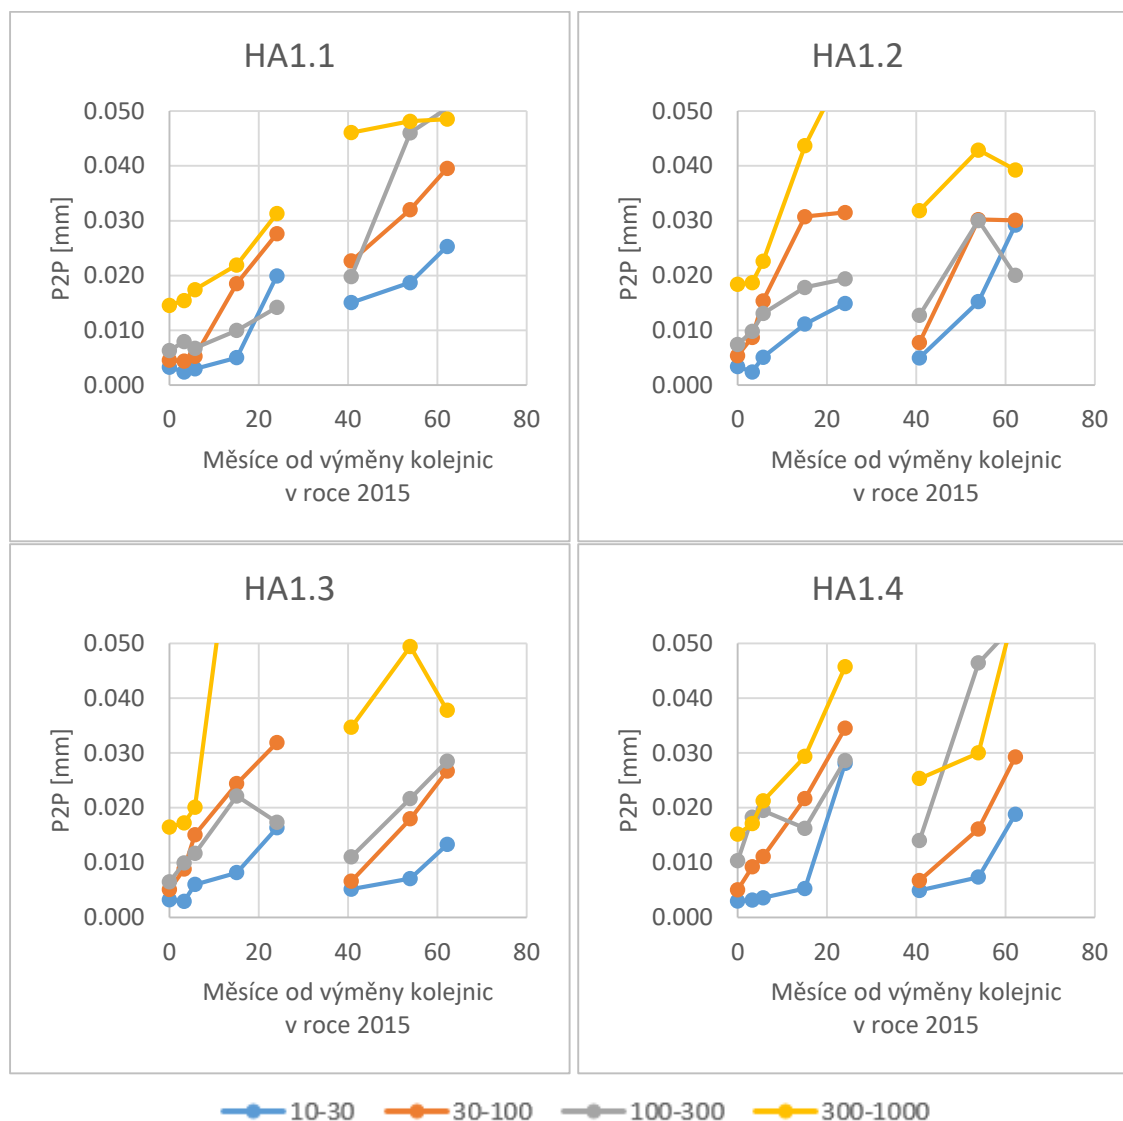 HA1.1
0.050
0.040
0.030
0.020
0.010
0.000
P2P [mm]
0 20 40 60 80
Měsíce od výměny kolejnic
v roce 2015
HA1.2
0.050
0.040
0.030
0.020
0.010
0.000
P2P [mm]
0 20 40 60 80
Měsíce od výměny kolejnic
v roce 2015
HA1.3
0.050
0.040
0.030
0.020
0.010
0.000
P2P [mm]
0 20 40 60 80
Měsíce od výměny kolejnic
v roce 2015
HA1.4
0.050
0.040
0.030
0.020
0.010
0.000
P2P [mm]
0 20 40 60 80
Měsíce od výměny kolejnic
v roce 2015
10-30 30-100 100-300 300-1000